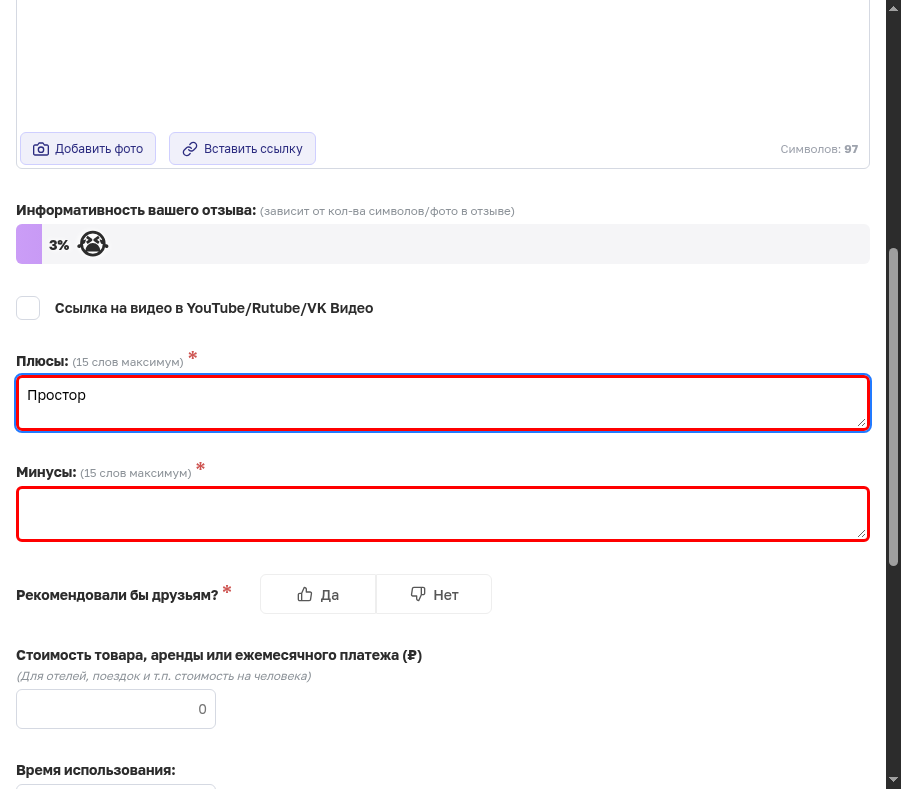 Добавить фото
Вставить ссылку
Символов: 97
Информативность вашего отзыва: (зависит от кол-ва символов/фото в отзыве)
3%
Ссылка на видео в YouTube/Rutube/VK Видео
Плюсы: (15 слов максимум) *
Простор
Минусы: (15 слов максимум) *
Рекомендовали бы друзьям? *
Да
Нет
Стоимость товара, аренды или ежемесячного платежа (₽)
(Для отелей, поездок и т.п. стоимость на человека)
0
Время использования: